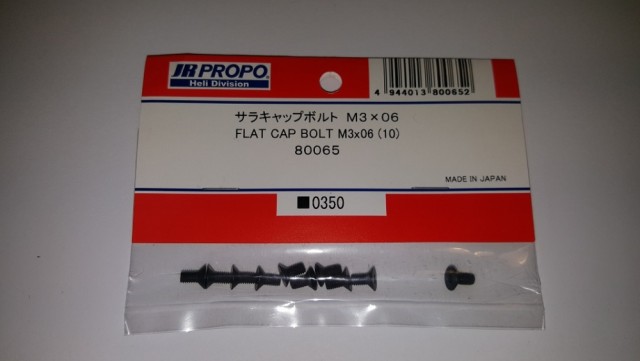 JR PROPO
Heli Division
4 944013 800652
サラキャップボルト M3×06
FLAT CAP BOLT M3x06 (10)
80065
MADE IN JAPAN
■0350